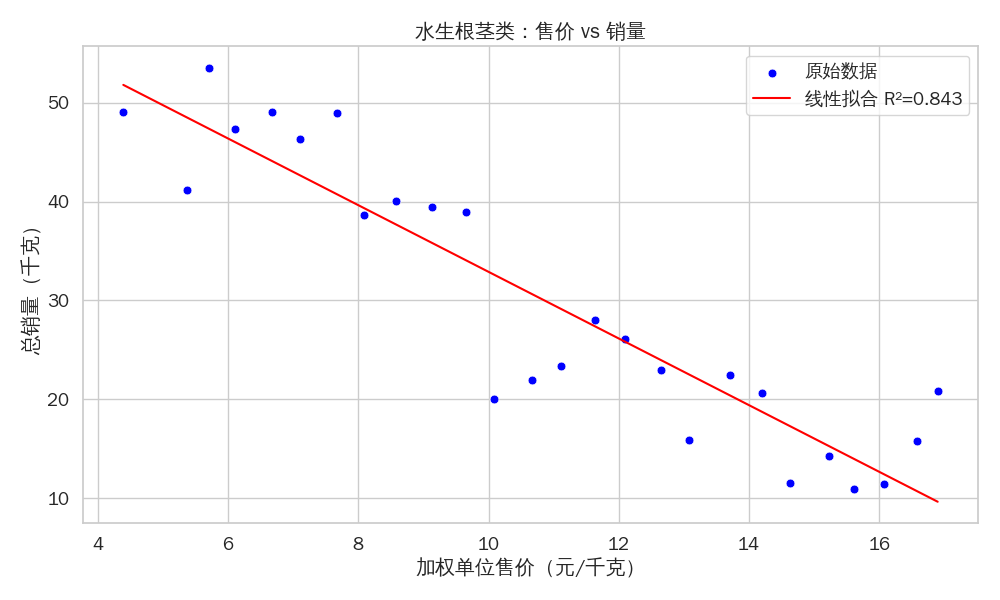 水生根茎类：售价 vs 销量
原始数据
线性拟合 R²=0.843
总销量（千克）
50
40
30
20
10
4 6 8 10 12 14 16
加权单位售价（元/千克）